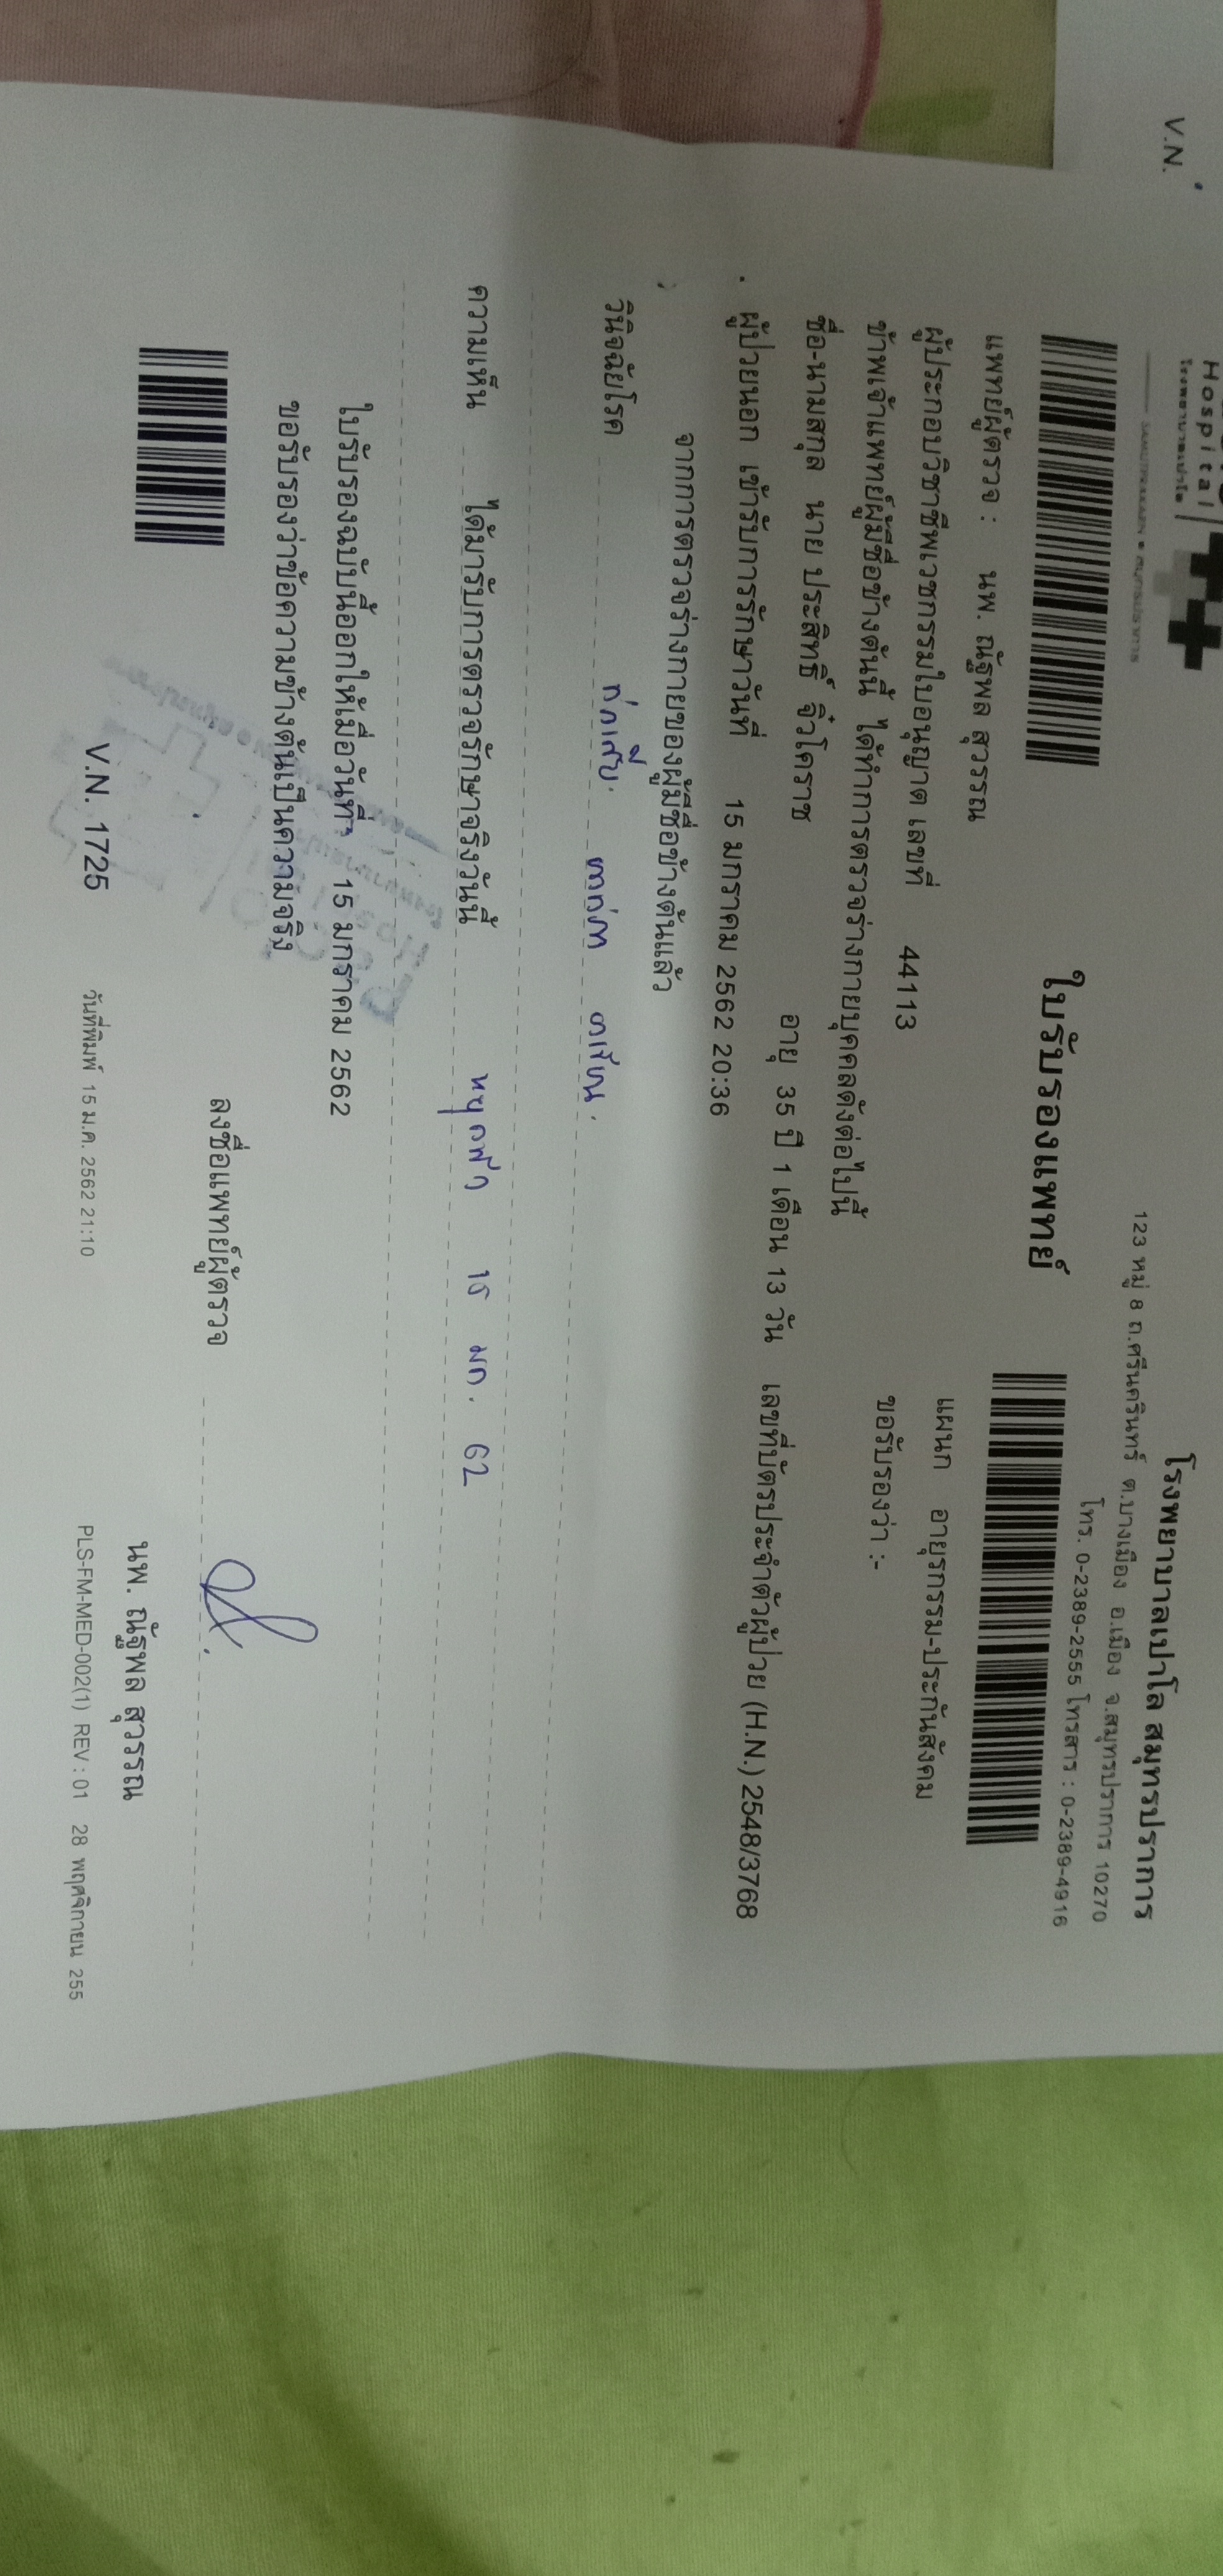 V.N.
Hospital
โรงพยาบาลเปาโล
SAMUTPRAKARN • สมุทรปราการ
โรงพยาบาลเปาโล สมุทรปราการ
123 หมู่ 8 ถ.ศรีนครินทร์ ต.บางเมือง อ.เมือง จ.สมุทรปราการ 10270
โทร. 0-2389-2555 โทรสาร : 0-2389-4916
ใบรับรองแพทย์
แพทย์ผู้ตรวจ : นพ. ณัฐพล สุวรรณ
ผู้ประกอบวิชาชีพเวชกรรมใบอนุญาต เลขที่ 44113 แผนก อายุรกรรม-ประกันสังคม
ข้าพเจ้าแพทย์ผู้มีชื่อข้างต้นนี้ ได้ทำการตรวจร่างกายบุคคลดังต่อไปนี้ ขอรับรองว่า :-
ชื่อ-นามสกุล นาย ประสิทธิ์ จิ๋วโคราช อายุ 35 ปี 1 เดือน 13 วัน เลขที่บัตรประจำตัวผู้ป่วย (H.N.) 2548/3768
ผู้ป่วยนอก เข้ารับการรักษาวันที่ 15 มกราคม 2562 20:36
จากการตรวจร่างกายของผู้มีชื่อข้างต้นแล้ว
วินิจฉัยโรค ท้องเสีย.
ความเห็น ได้มารับการตรวจรักษาจริงวันนี้ 15 มก. 62
ใบรับรองฉบับนี้ออกให้เมื่อวันที่ 15 มกราคม 2562
ขอรับรองว่าข้อความข้างต้นเป็นความจริง
ลงชื่อแพทย์ผู้ตรวจ
นพ. ณัฐพล สุวรรณ
V.N. 1725
วันที่พิมพ์ 15 ม.ค. 2562 21:10
PLS-FM-MED-002(1) REV : 01 28 พฤศจิกายน 255